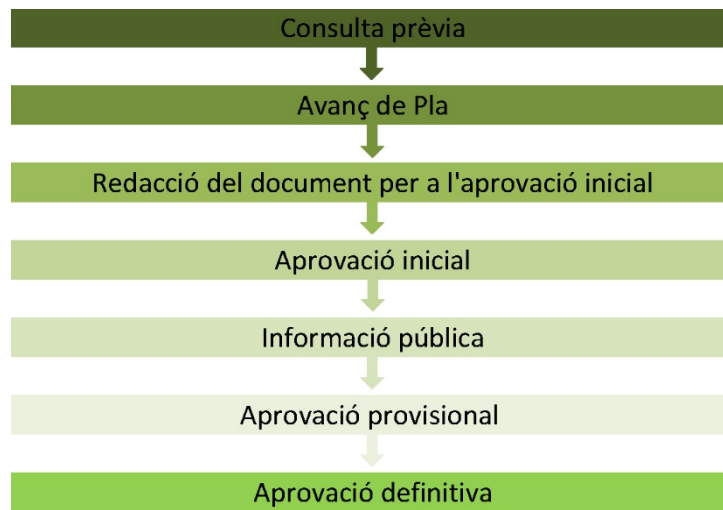 Consulta prèvia
Avanç de Pla
Redacció del document per a l'aprovació inicial
Aprovació inicial
Informació pública
Aprovació provisional
Aprovació definitiva